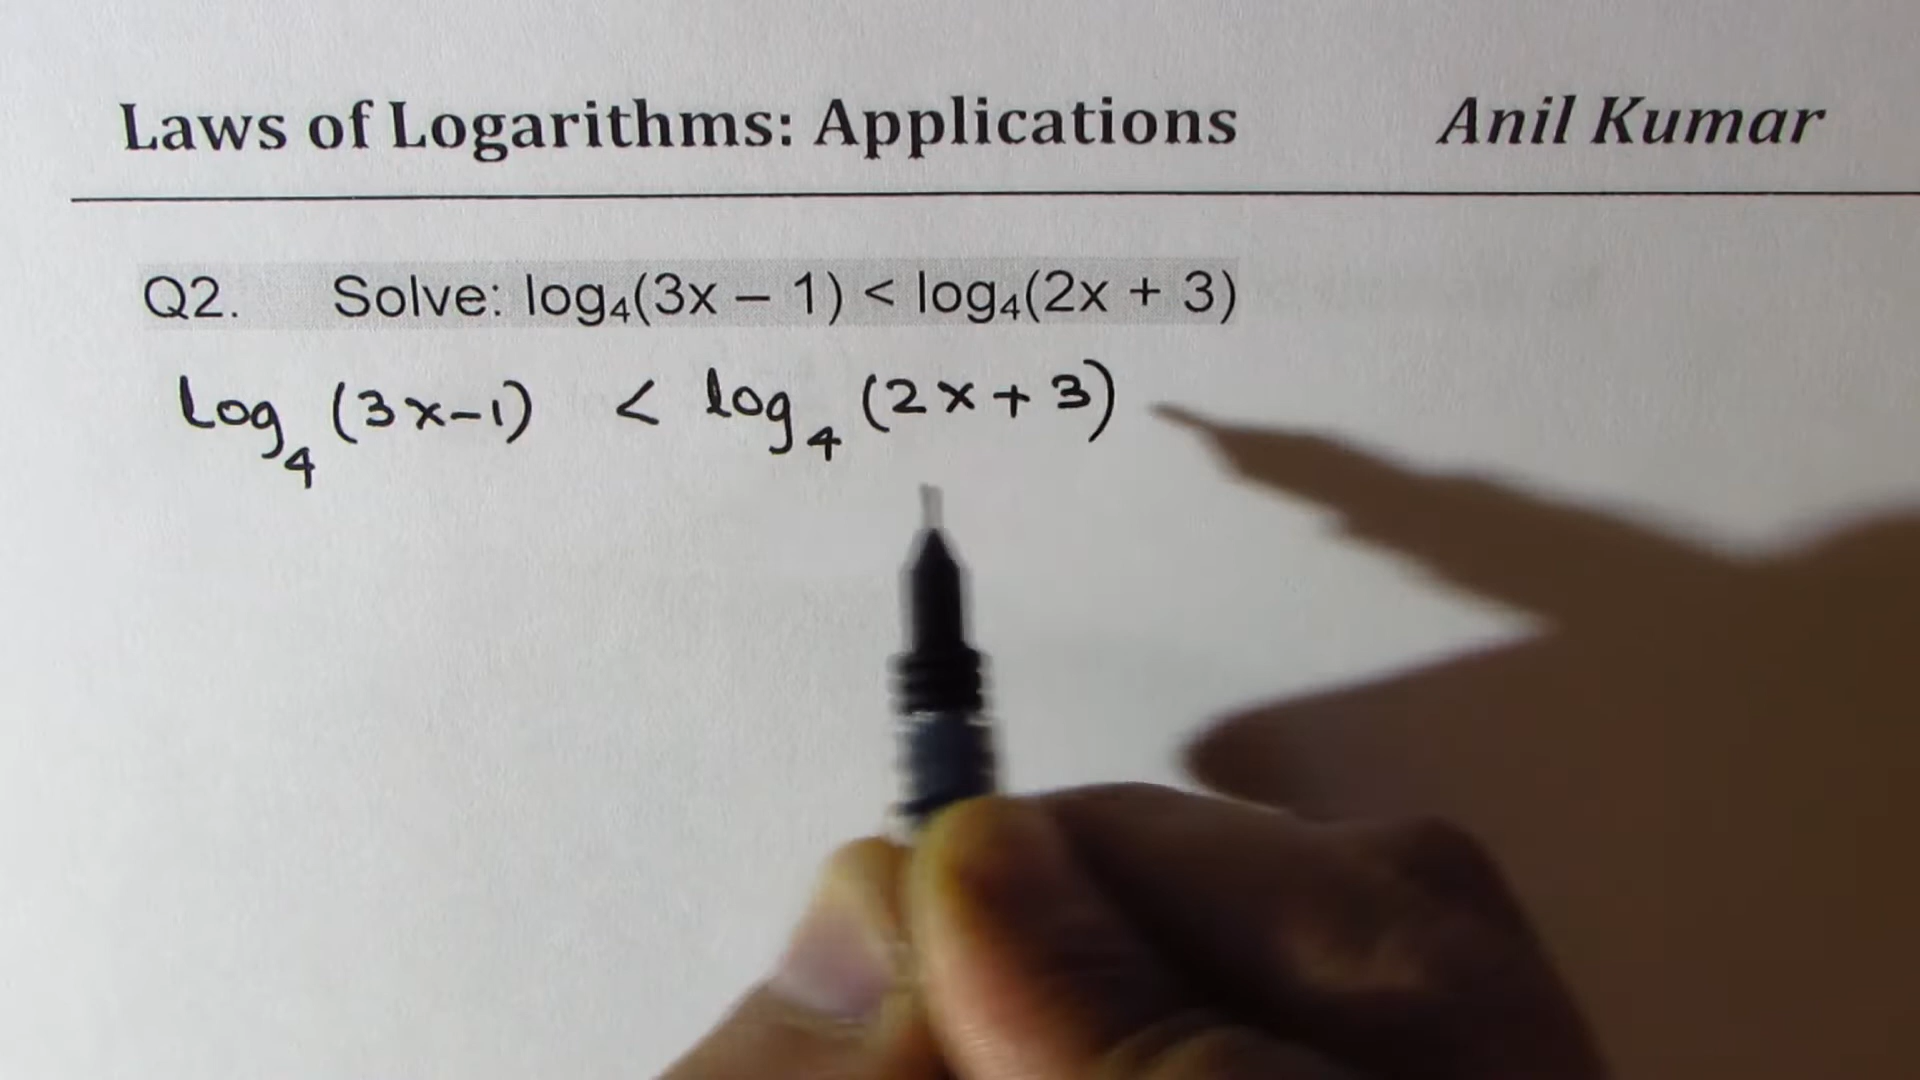 Laws of Logarithms: Applications Anil Kumar
Q2. Solve: log₄(3x – 1) < log₄(2x + 3)
log₄ (3x-1) < log₄ (2x+3)